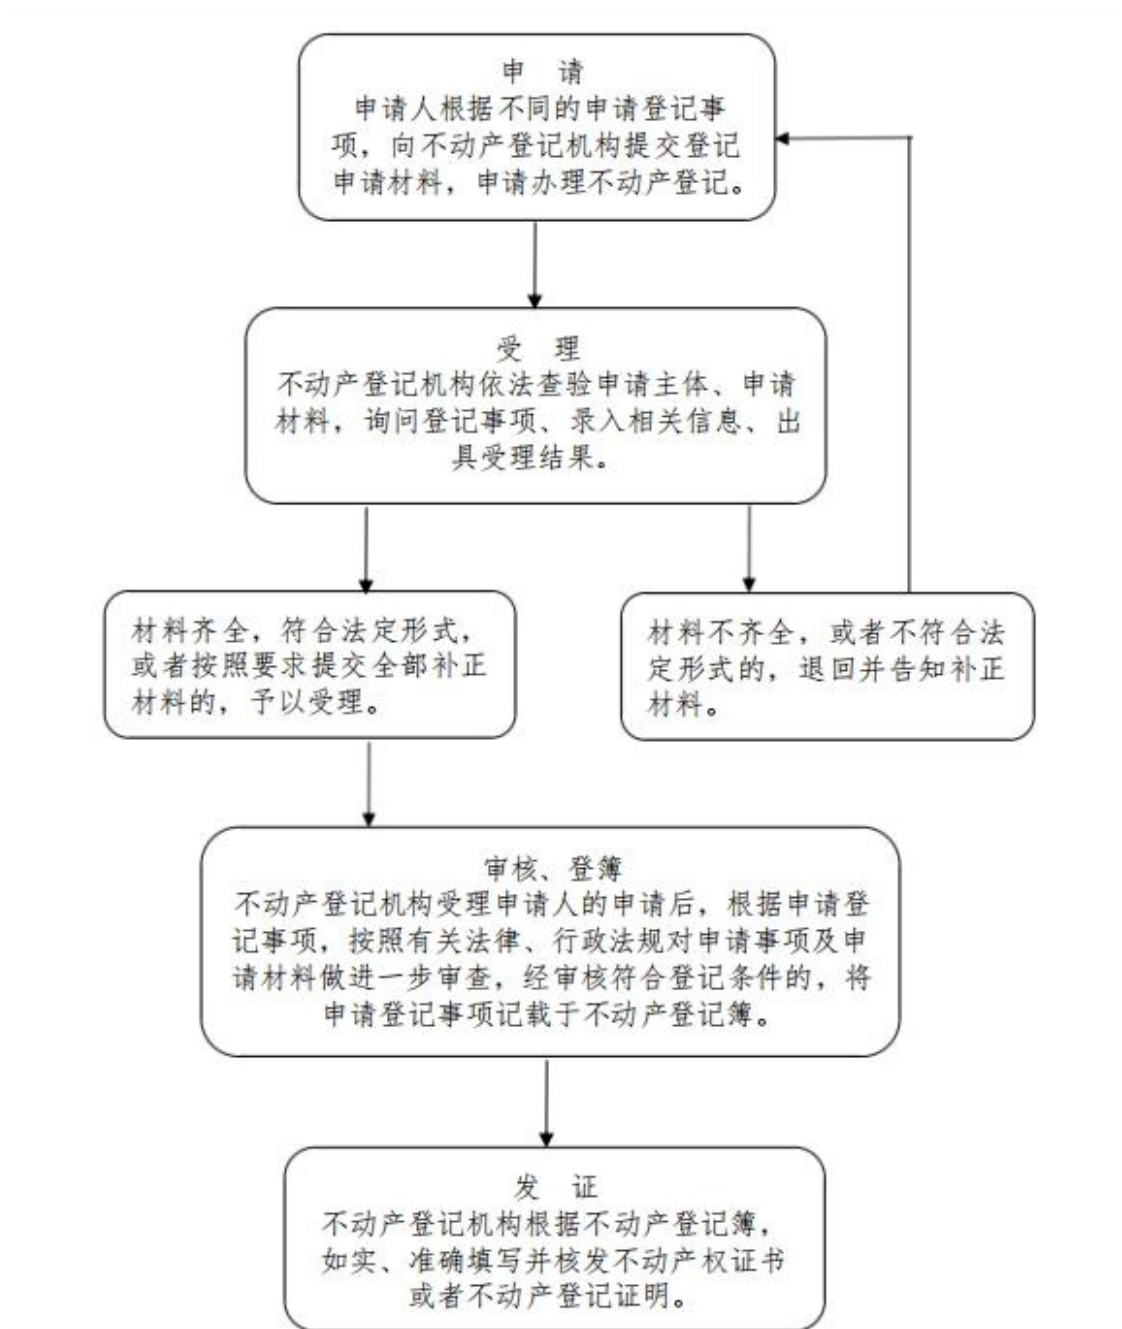 申 请
申请人根据不同的申请登记事
项，向不动产登记机构提交登记
申请材料，申请办理不动产登记。
受 理
不动产登记机构依法查验申请主体、申请
材料，询问登记事项、录入相关信息、出
具受理结果。
材料齐全，符合法定形式，
或者按照要求提交全部补正
材料的，予以受理。
材料不齐全，或者不符合法
定形式的，退回并告知补正
材料。
审核、登簿
不动产登记机构受理申请人的申请后，根据申请登
记事项，按照有关法律、行政法规对申请事项及申
请材料做进一步审查，经审核符合登记条件的，将
申请登记事项记载于不动产登记簿。
发 证
不动产登记机构根据不动产登记簿，
如实、准确填写并核发不动产权证书
或者不动产登记证明。